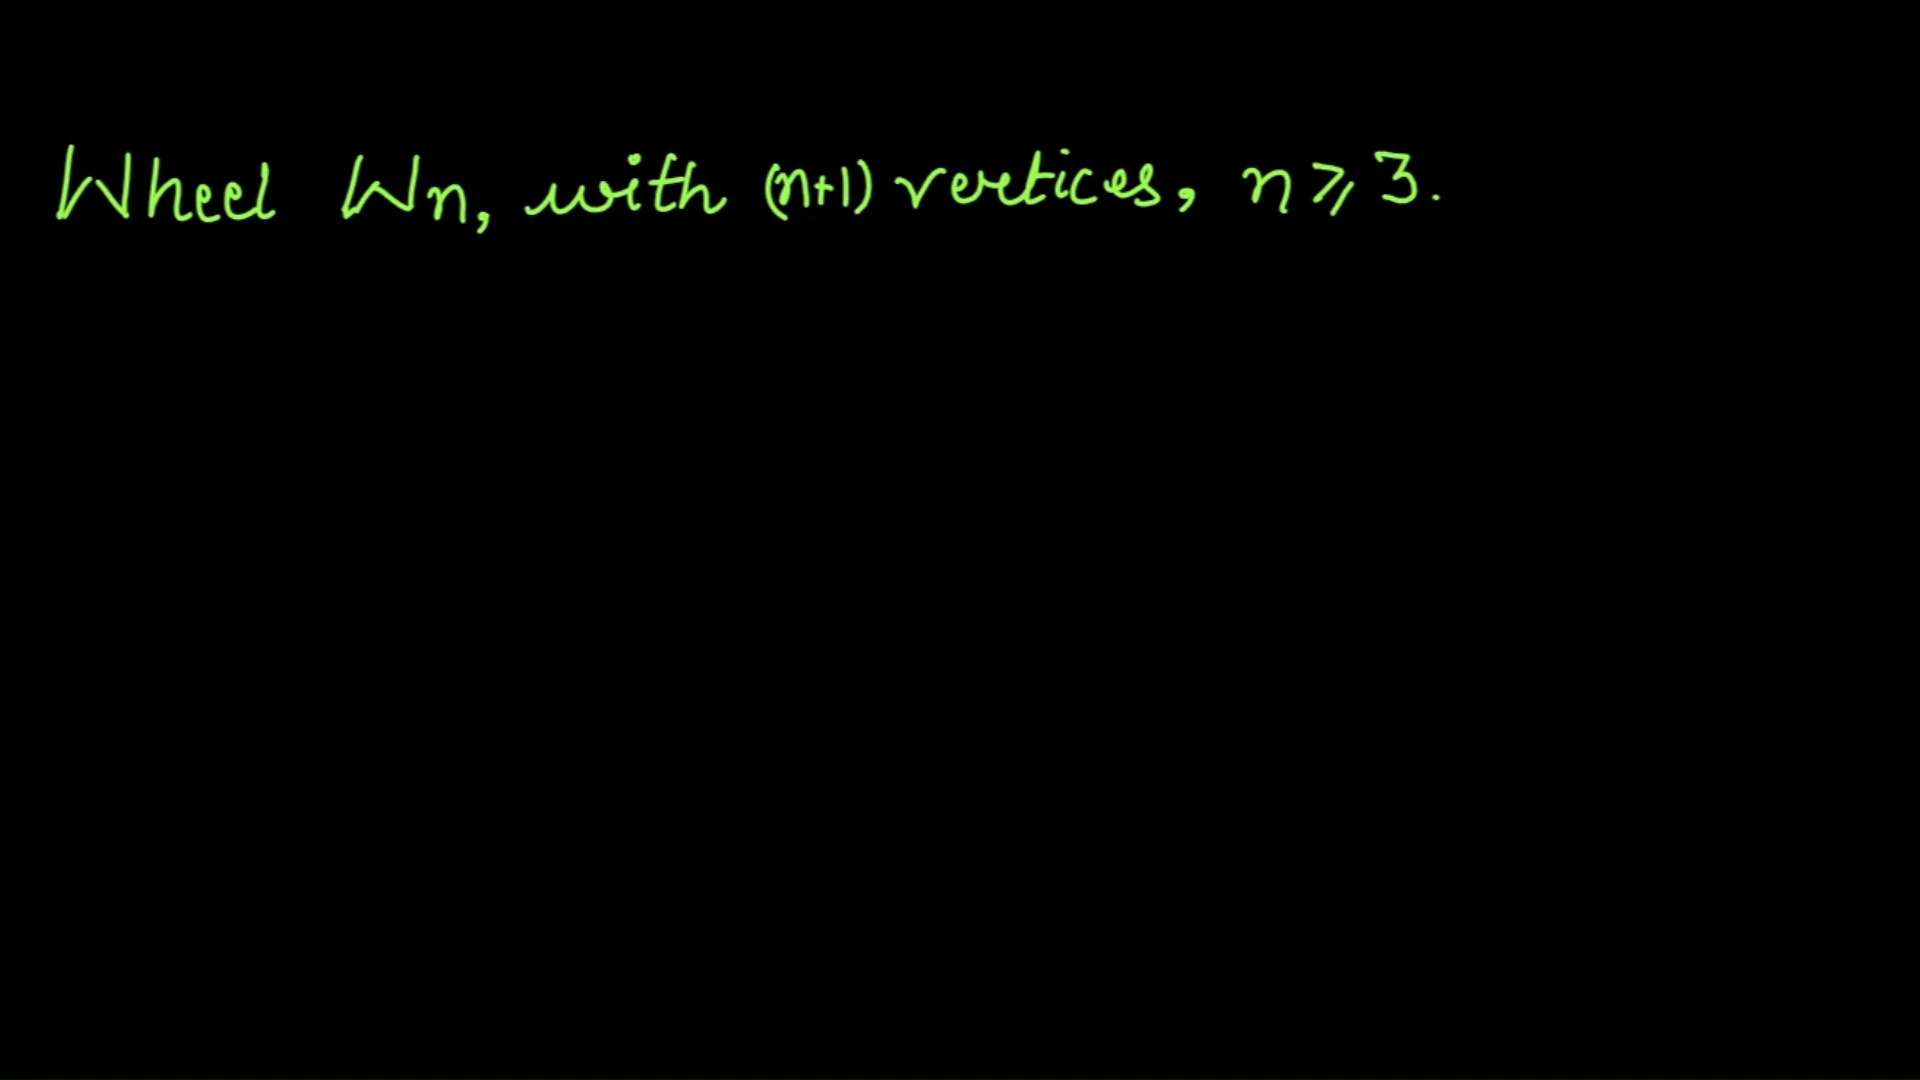 Wheel Wn, with (n+1) vertices, n ⩾ 3.